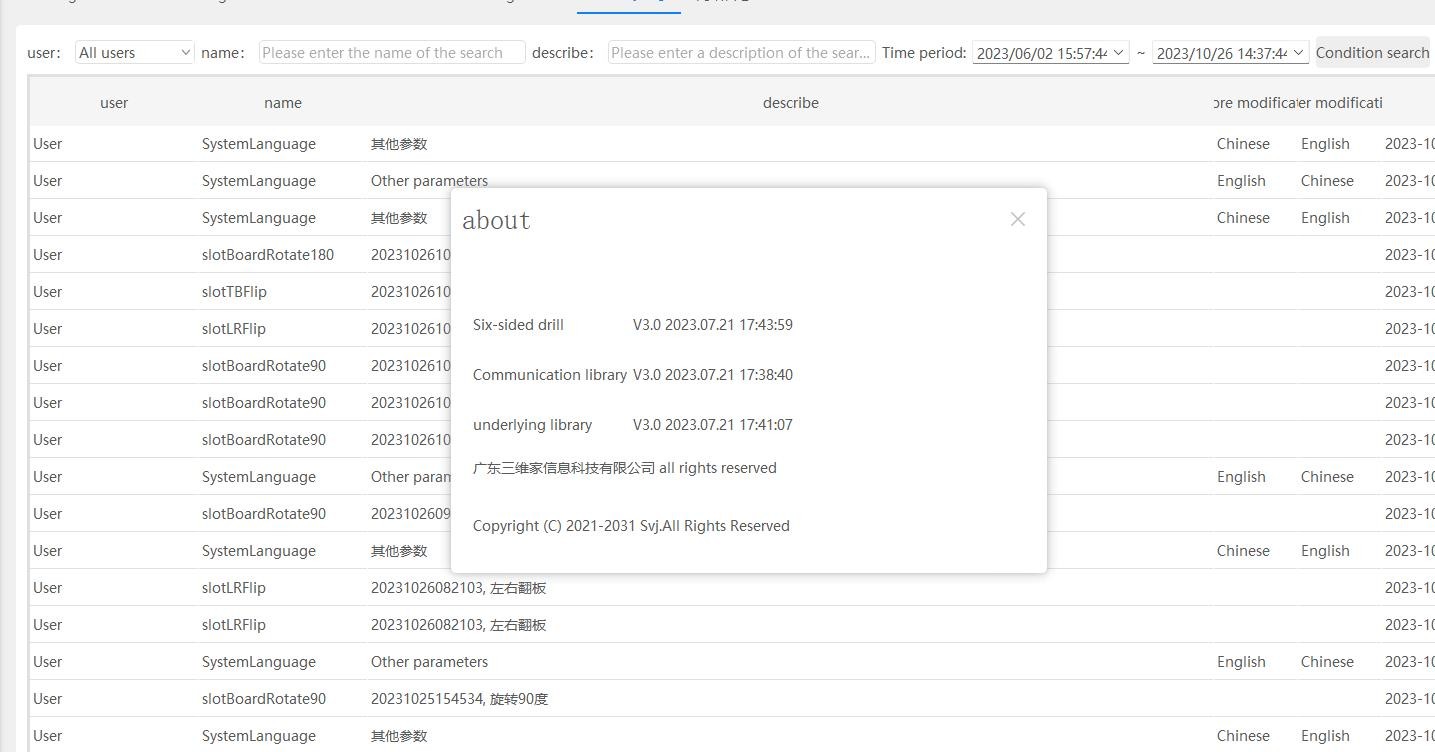 user: All users name: Please enter the name of the search describe: Please enter a description of the sear... Time period: 2023/06/02 15:57:44 ~ 2023/10/26 14:37:44 Condition search
user name describe ore modifica er modificati
User SystemLanguage 其他参数 Chinese English 2023-10
User SystemLanguage Other parameters English Chinese 2023-10
User SystemLanguage 其他参数 Chinese English 2023-10
about
User slotBoardRotate180 2023102610 2023-10
User slotTBFlip 2023102610 2023-10
User slotLRFlip 2023102610 2023-10
Six-sided drill V3.0 2023.07.21 17:43:59
User slotBoardRotate90 2023102610 2023-10
Communication library V3.0 2023.07.21 17:38:40
User slotBoardRotate90 2023102610 2023-10
User slotBoardRotate90 2023102610 2023-10
underlying library V3.0 2023.07.21 17:41:07
User SystemLanguage Other param English Chinese 2023-10
广东三维家信息科技有限公司 all rights reserved
User slotBoardRotate90 2023102609 2023-10
Copyright (C) 2021-2031 Svj.All Rights Reserved
User SystemLanguage 其他参数 Chinese English 2023-10
User slotLRFlip 20231026082103, 左右翻板 2023-10
User slotLRFlip 20231026082103, 左右翻板 2023-10
User SystemLanguage Other parameters English Chinese 2023-10
User slotBoardRotate90 20231025154534, 旋转90度 2023-10
User SystemLanguage 其他参数 Chinese English 2023-10